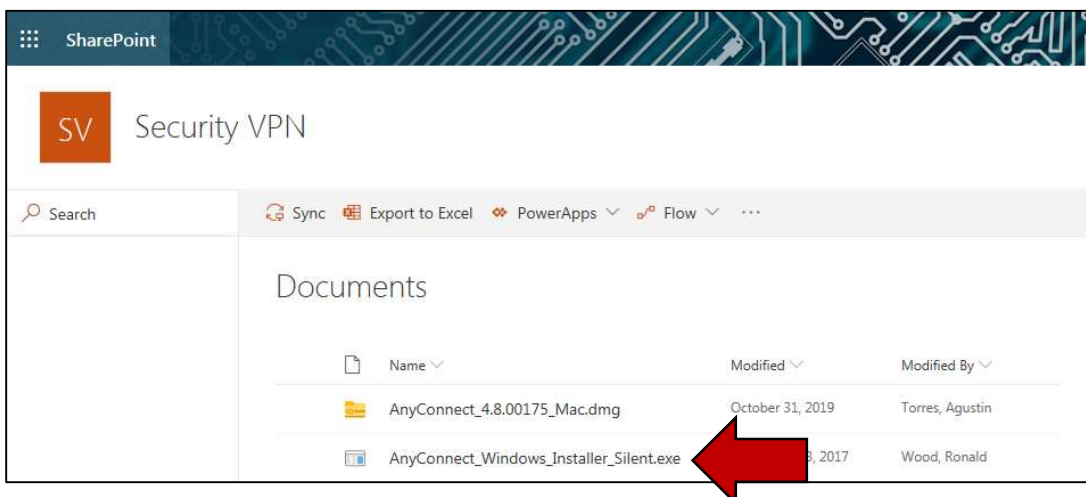 SharePoint
SV Security VPN
Search Sync Export to Excel PowerApps Flow ...
Documents
Name Modified Modified By
AnyConnect_4.8.00175_Mac.dmg October 31, 2019 Torres, Agustin
AnyConnect_Windows_Installer_Silent.exe 2017 Wood, Ronald